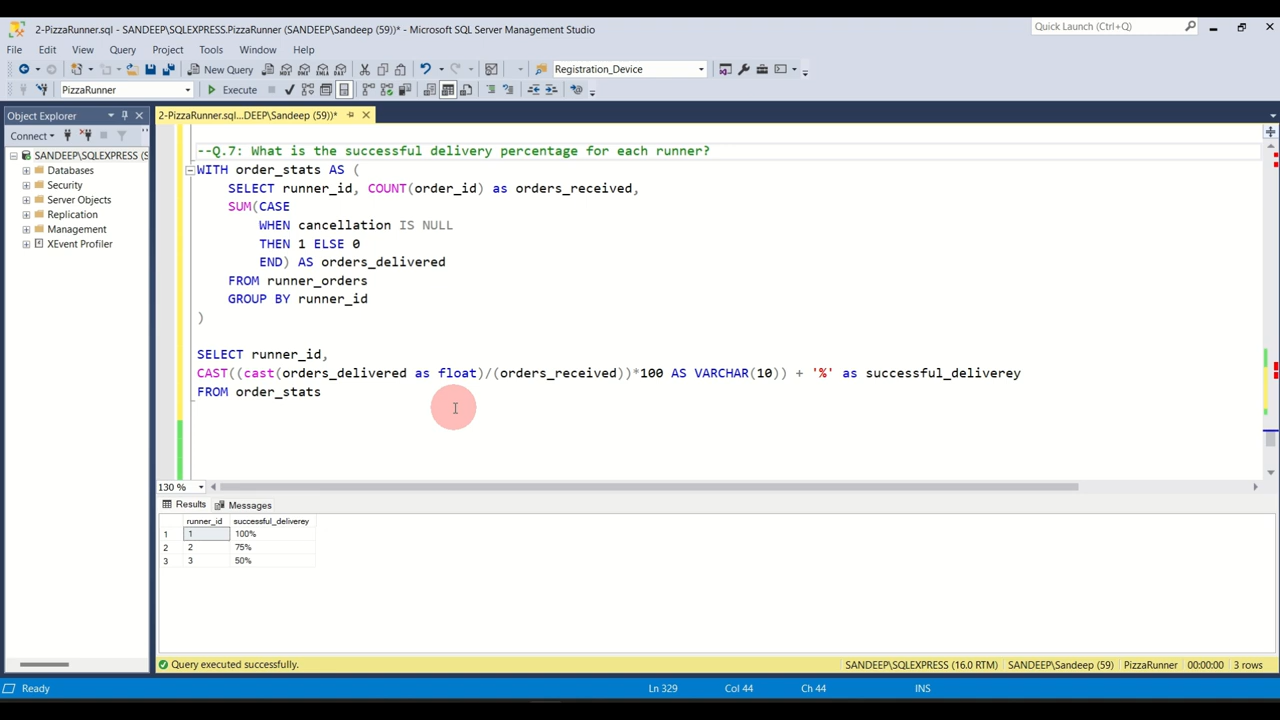 2-PizzaRunner.sql - SANDEEP\SQLEXPRESS.PizzaRunner (SANDEEP\Sandeep (59))* - Microsoft SQL Server Management Studio
Quick Launch (Ctrl+Q)
File Edit View Query Project Tools Window Help
New Query MDX DMX XMLA DAX Registration_Device
PizzaRunner Execute
Object Explorer
2-PizzaRunner.sql...DEEP\Sandeep (59))*
Connect
SANDEEP\SQLEXPRESS (S
Databases
Security
Server Objects
Replication
Management
XEvent Profiler
--Q.7: What is the successful delivery percentage for each runner?
WITH order_stats AS (
SELECT runner_id, COUNT(order_id) as orders_received,
SUM(CASE
WHEN cancellation IS NULL
THEN 1 ELSE 0
END) AS orders_delivered
FROM runner_orders
GROUP BY runner_id
)
SELECT runner_id,
CAST((cast(orders_delivered as float)/(orders_received))*100 AS VARCHAR(10)) + '%' as successful_deliverey
FROM order_stats
130 %
Results Messages
runner_id successful_deliverey
1 1 100%
2 2 75%
3 3 50%
Query executed successfully.
SANDEEP\SQLEXPRESS (16.0 RTM) SANDEEP\Sandeep (59) PizzaRunner 00:00:00 3 rows
Ready Ln 329 Col 44 Ch 44 INS